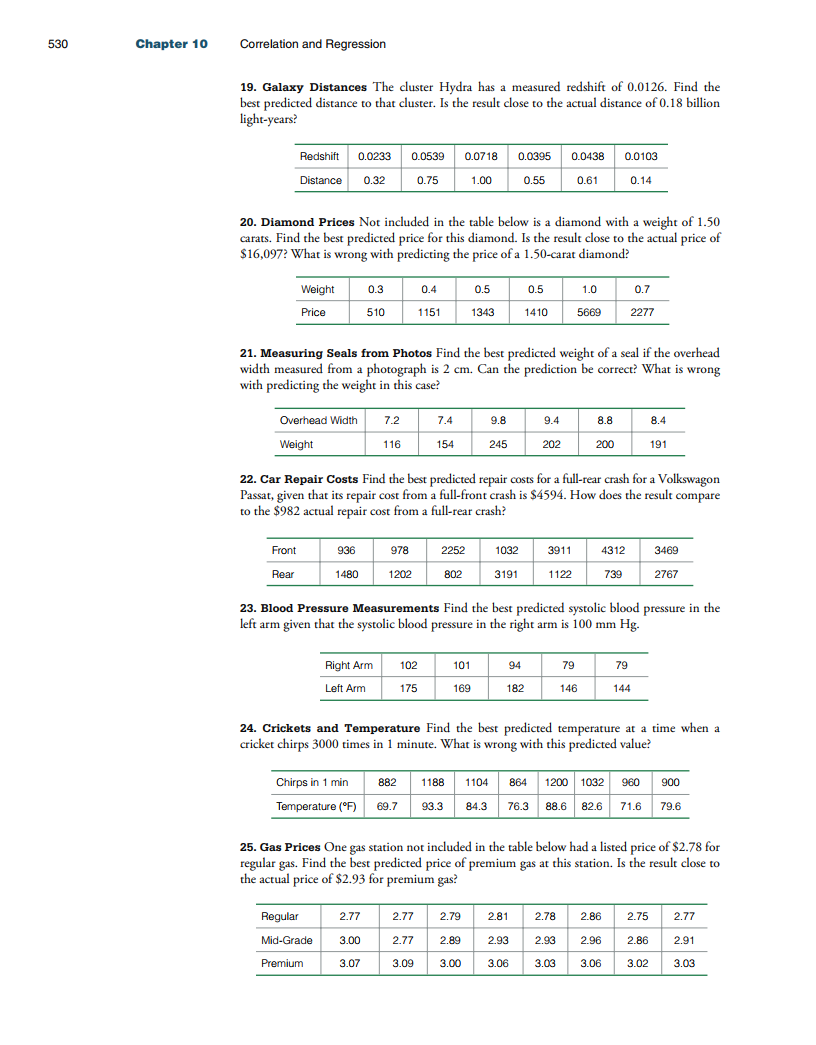 530 Chapter 10 Correlation and Regression
19. Galaxy Distances The cluster Hydra has a measured redshift of 0.0126. Find the
best predicted distance to that cluster. Is the result close to the actual distance of 0.18 billion
light-years?
Redshift 0.0233 0.0539 0.0718 0.0395 0.0438 0.0103
Distance 0.32 0.75 1.00 0.55 0.61 0.14
20. Diamond Prices Not included in the table below is a diamond with a weight of 1.50
carats. Find the best predicted price for this diamond. Is the result close to the actual price of
$16,097? What is wrong with predicting the price of a 1.50-carat diamond?
Weight 0.3 0.4 0.5 0.5 1.0 0.7
Price 510 1151 1343 1410 5669 2277
21. Measuring Seals from Photos Find the best predicted weight of a seal if the overhead
width measured from a photograph is 2 cm. Can the prediction be correct? What is wrong
with predicting the weight in this case?
Overhead Width 7.2 7.4 9.8 9.4 8.8 8.4
Weight 116 154 245 202 200 191
22. Car Repair Costs Find the best predicted repair costs for a full-rear crash for a Volkswagon
Passat, given that its repair cost from a full-front crash is $4594. How does the result compare
to the $982 actual repair cost from a full-rear crash?
Front 936 978 2252 1032 3911 4312 3469
Rear 1480 1202 802 3191 1122 739 2767
23. Blood Pressure Measurements Find the best predicted systolic blood pressure in the
left arm given that the systolic blood pressure in the right arm is 100 mm Hg.
Right Arm 102 101 94 79 79
Left Arm 175 169 182 146 144
24. Crickets and Temperature Find the best predicted temperature at a time when a
cricket chirps 3000 times in 1 minute. What is wrong with this predicted value?
Chirps in 1 min 882 1188 1104 864 1200 1032 960 900
Temperature (°F) 69.7 93.3 84.3 76.3 88.6 82.6 71.6 79.6
25. Gas Prices One gas station not included in the table below had a listed price of $2.78 for
regular gas. Find the best predicted price of premium gas at this station. Is the result close to
the actual price of $2.93 for premium gas?
Regular 2.77 2.77 2.79 2.81 2.78 2.86 2.75 2.77
Mid-Grade 3.00 2.77 2.89 2.93 2.93 2.96 2.86 2.91
Premium 3.07 3.09 3.00 3.06 3.03 3.06 3.02 3.03